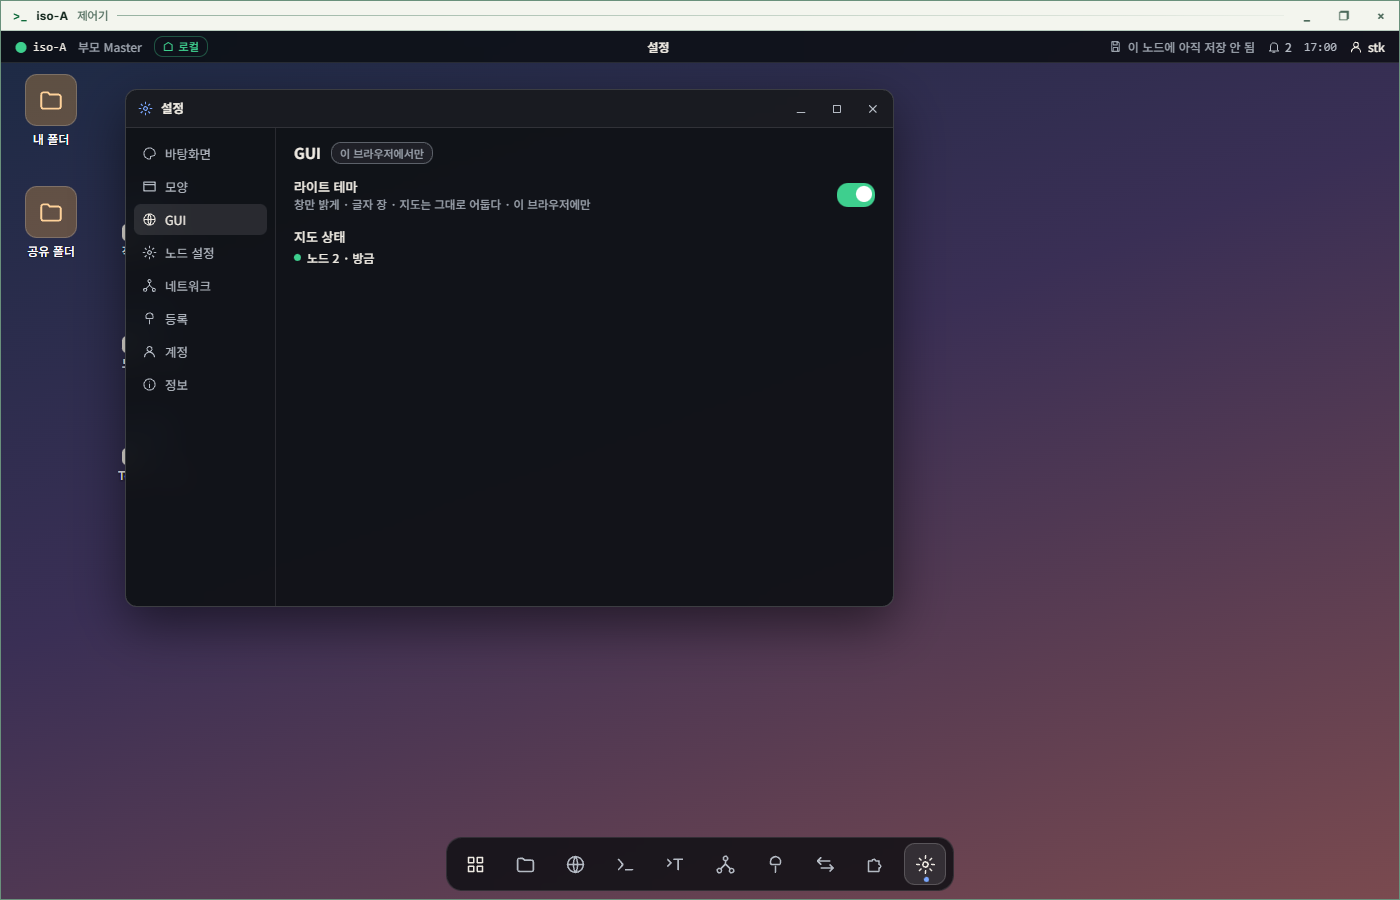 >_ iso-A 제어기
iso-A 부모 Master 로컬
설정
이 노드에 아직 저장 안 됨 2 17:00 stk
내 폴더
공유 폴더
설정
바탕화면
모양
GUI
노드 설정
네트워크
등록
계정
정보
GUI 이 브라우저에서만
라이트 테마
창만 밝게 · 글자 장 · 지도는 그대로 어둡다 · 이 브라우저에만
지도 상태
노드 2 · 방금